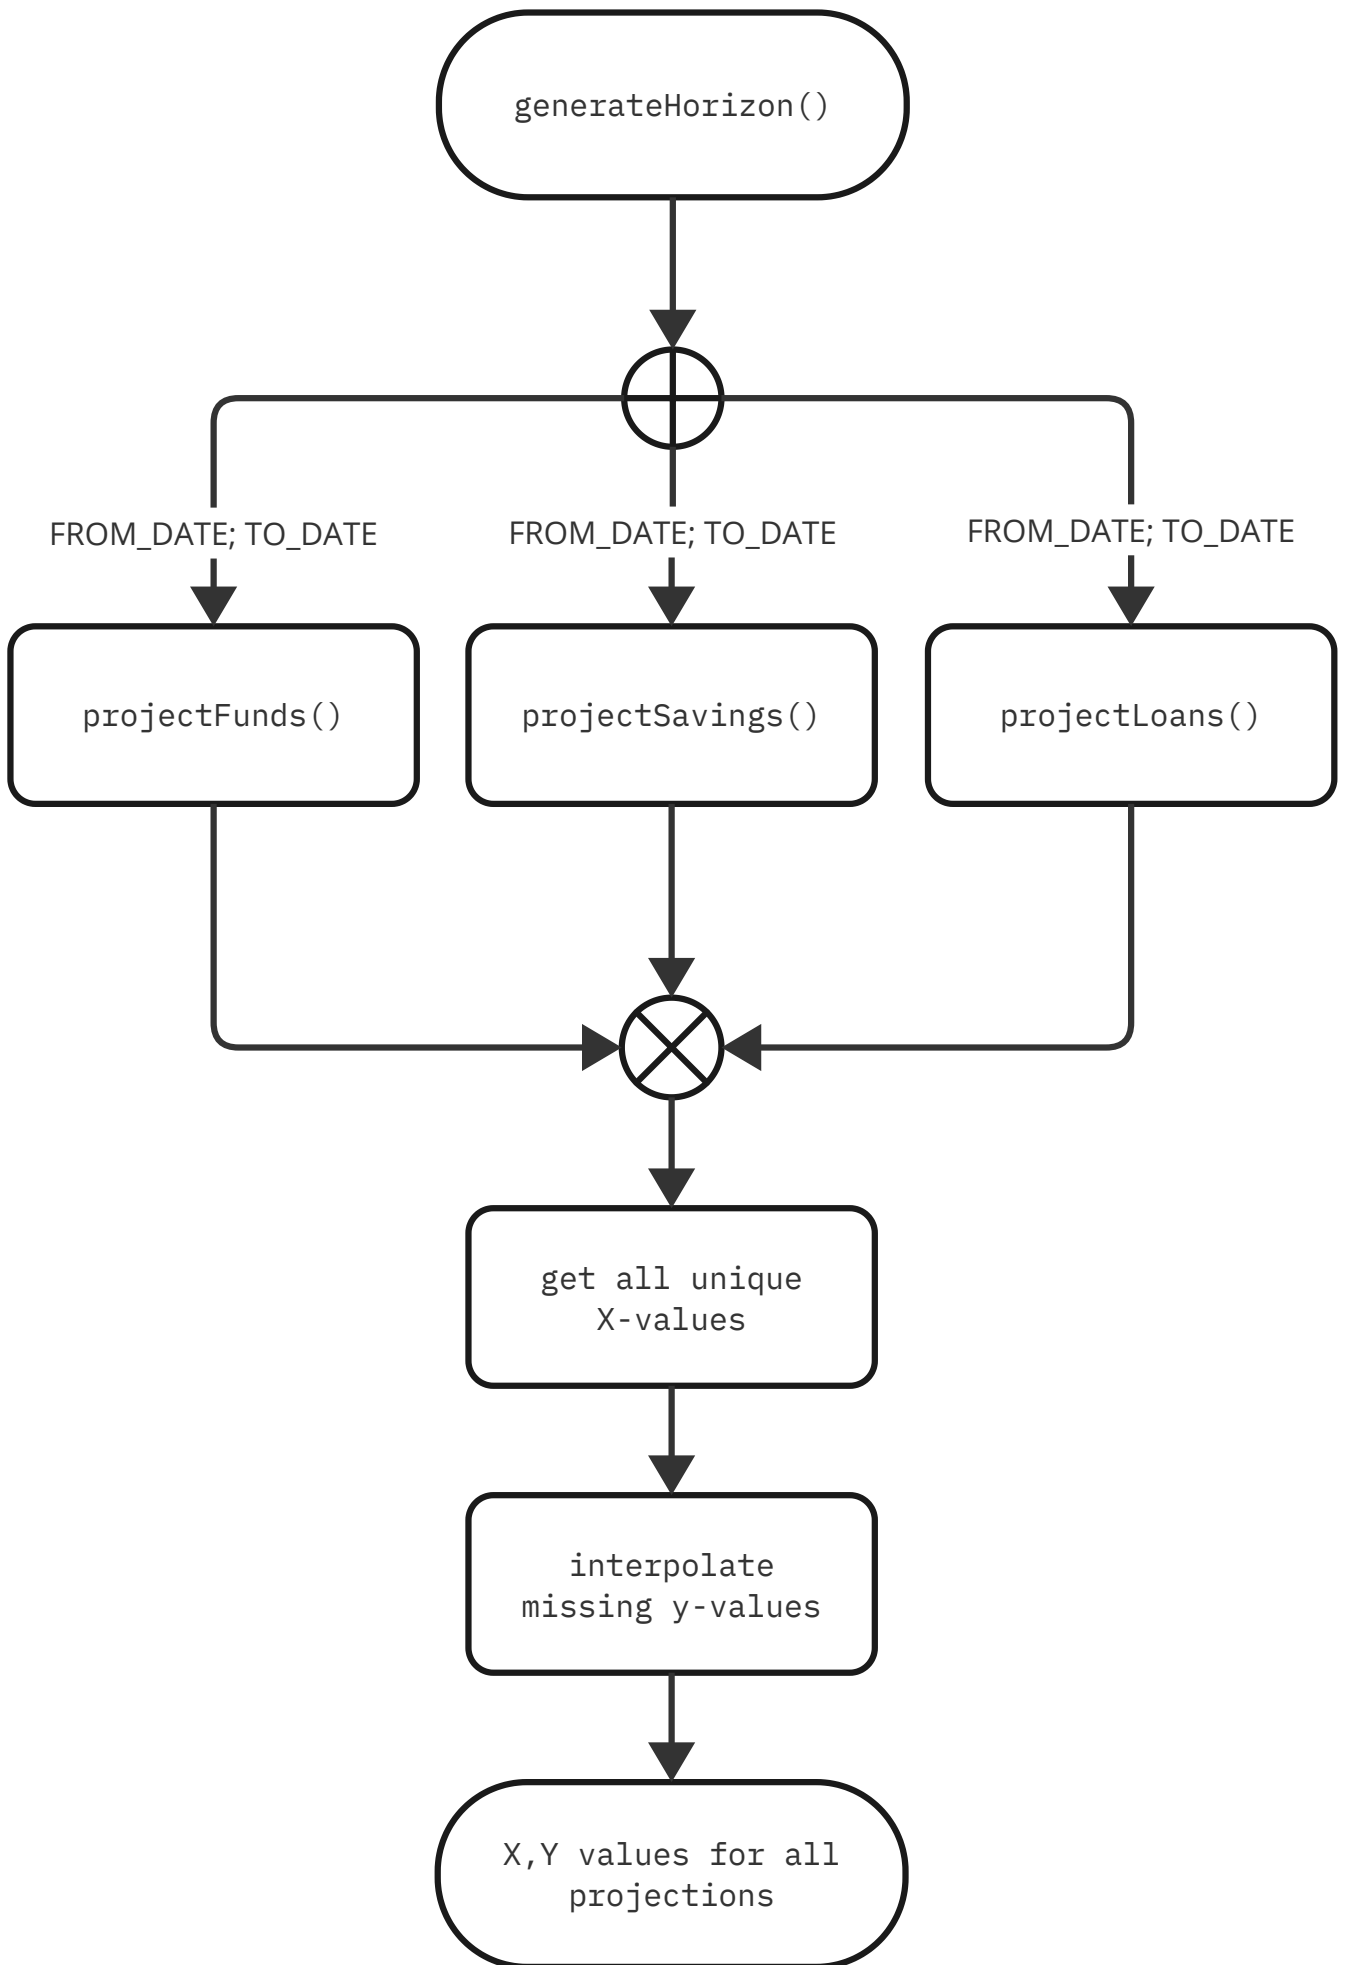 generateHorizon()
FROM_DATE; TO_DATE
FROM_DATE; TO_DATE
FROM_DATE; TO_DATE
projectFunds()
projectSavings()
projectLoans()
get all unique
X-values
interpolate
missing y-values
X,Y values for all
projections